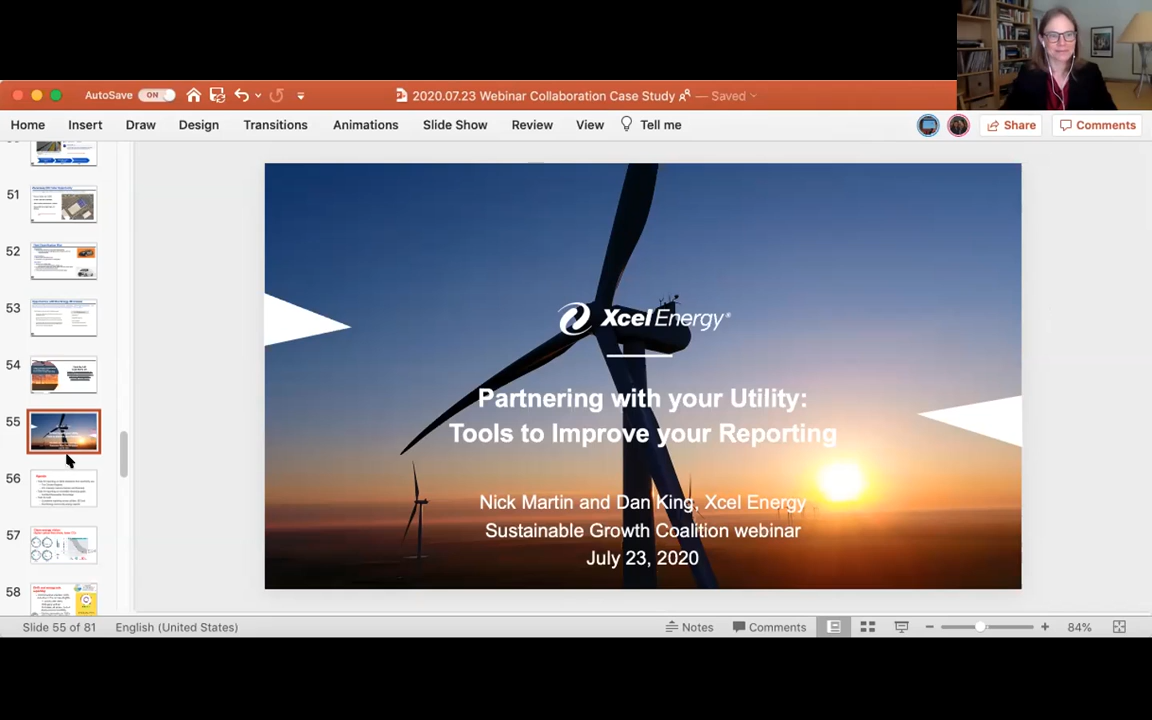 AutoSave ON
2020.07.23 Webinar Collaboration Case Study — Saved
Home Insert Draw Design Transitions Animations Slide Show Review View Tell me
Share Comments
51
52
53
54
55
56
57
58
Xcel Energy®
Partnering with your Utility:
Tools to Improve your Reporting
Nick Martin and Dan King, Xcel Energy
Sustainable Growth Coalition webinar
July 23, 2020
Slide 55 of 81 English (United States) Notes Comments 84%